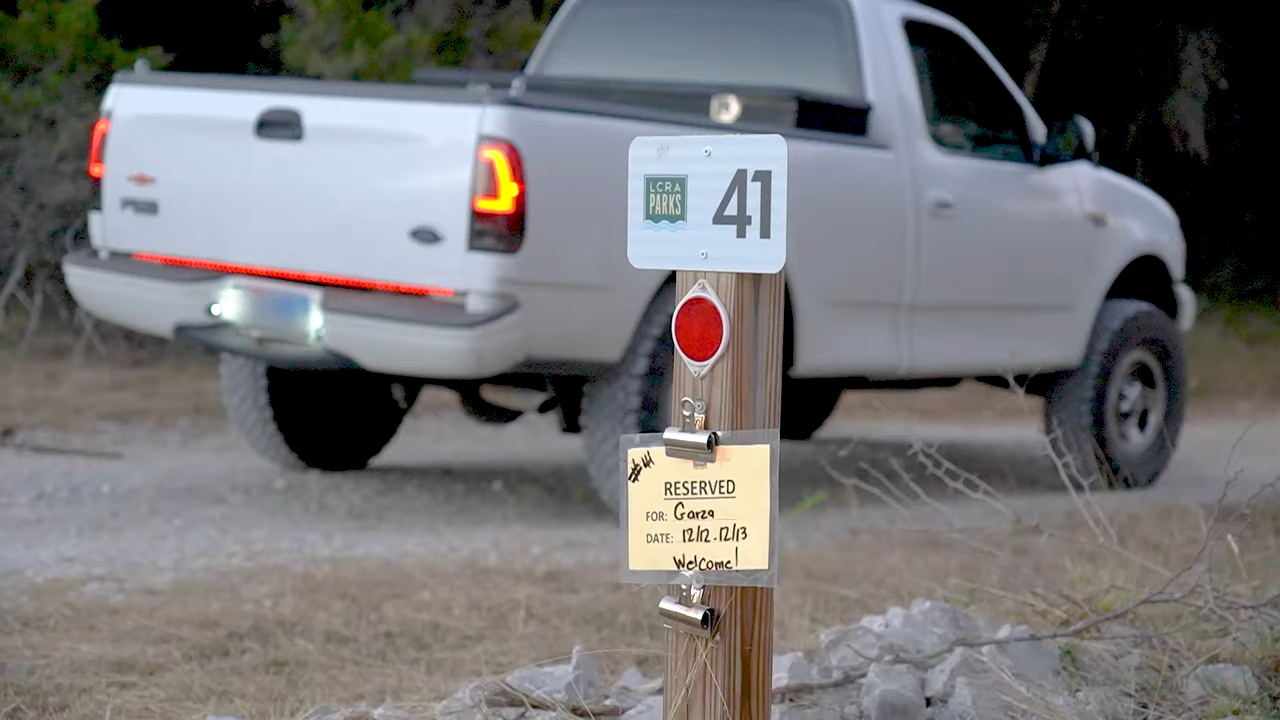 LCRA
PARKS
41
#41
RESERVED
FOR: Garza
DATE: 12/12-12/13
Welcome!